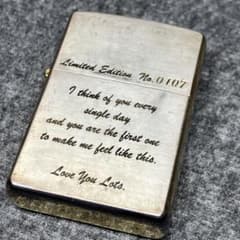 Limited Edition No.0407
I think of you every
single day
and you are the first one
to make me feel like this.
Love You Lots.